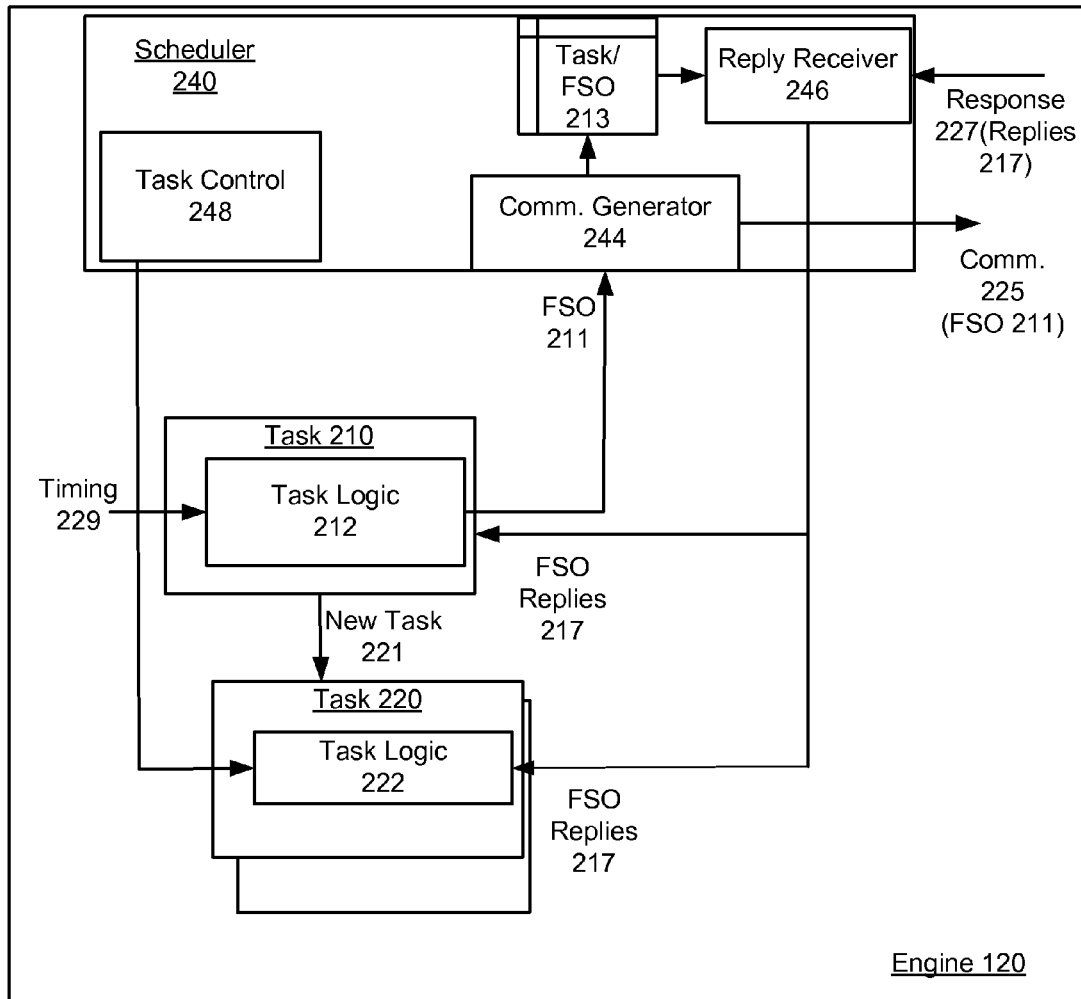 Scheduler
240
Task/
FSO
213
Reply Receiver
246
Response
227(Replies
217)
Task Control
248
Comm. Generator
244
Comm.
225
(FSO 211)
FSO
211
Task 210
Timing
229
Task Logic
212
FSO
Replies
217
New Task
221
Task 220
Task Logic
222
FSO
Replies
217
Engine 120